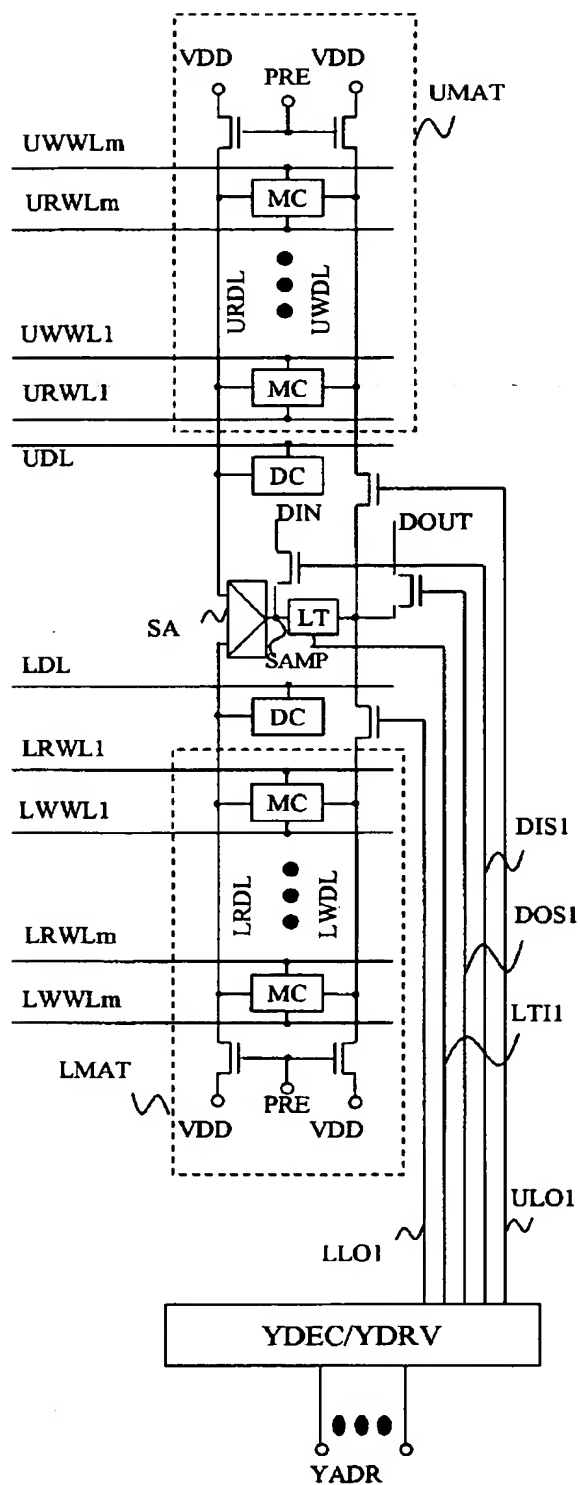 VDD
VDD
PRE
UMAT
UWWLm
MC
URWLm
URDL
UWDL
UWWL1
MC
URWL1
UDL
DC
DIN
DOUT
SA
LT
SAMP
LDL
DC
LRWL1
MC
LWWL1
DIS1
LRDL
LWDL
DOS1
LRWLm
MC
LWWLm
LTI1
LMAT
PRE
VDD
VDD
ULO1
LLO1
YDEC/YDRV
YADR